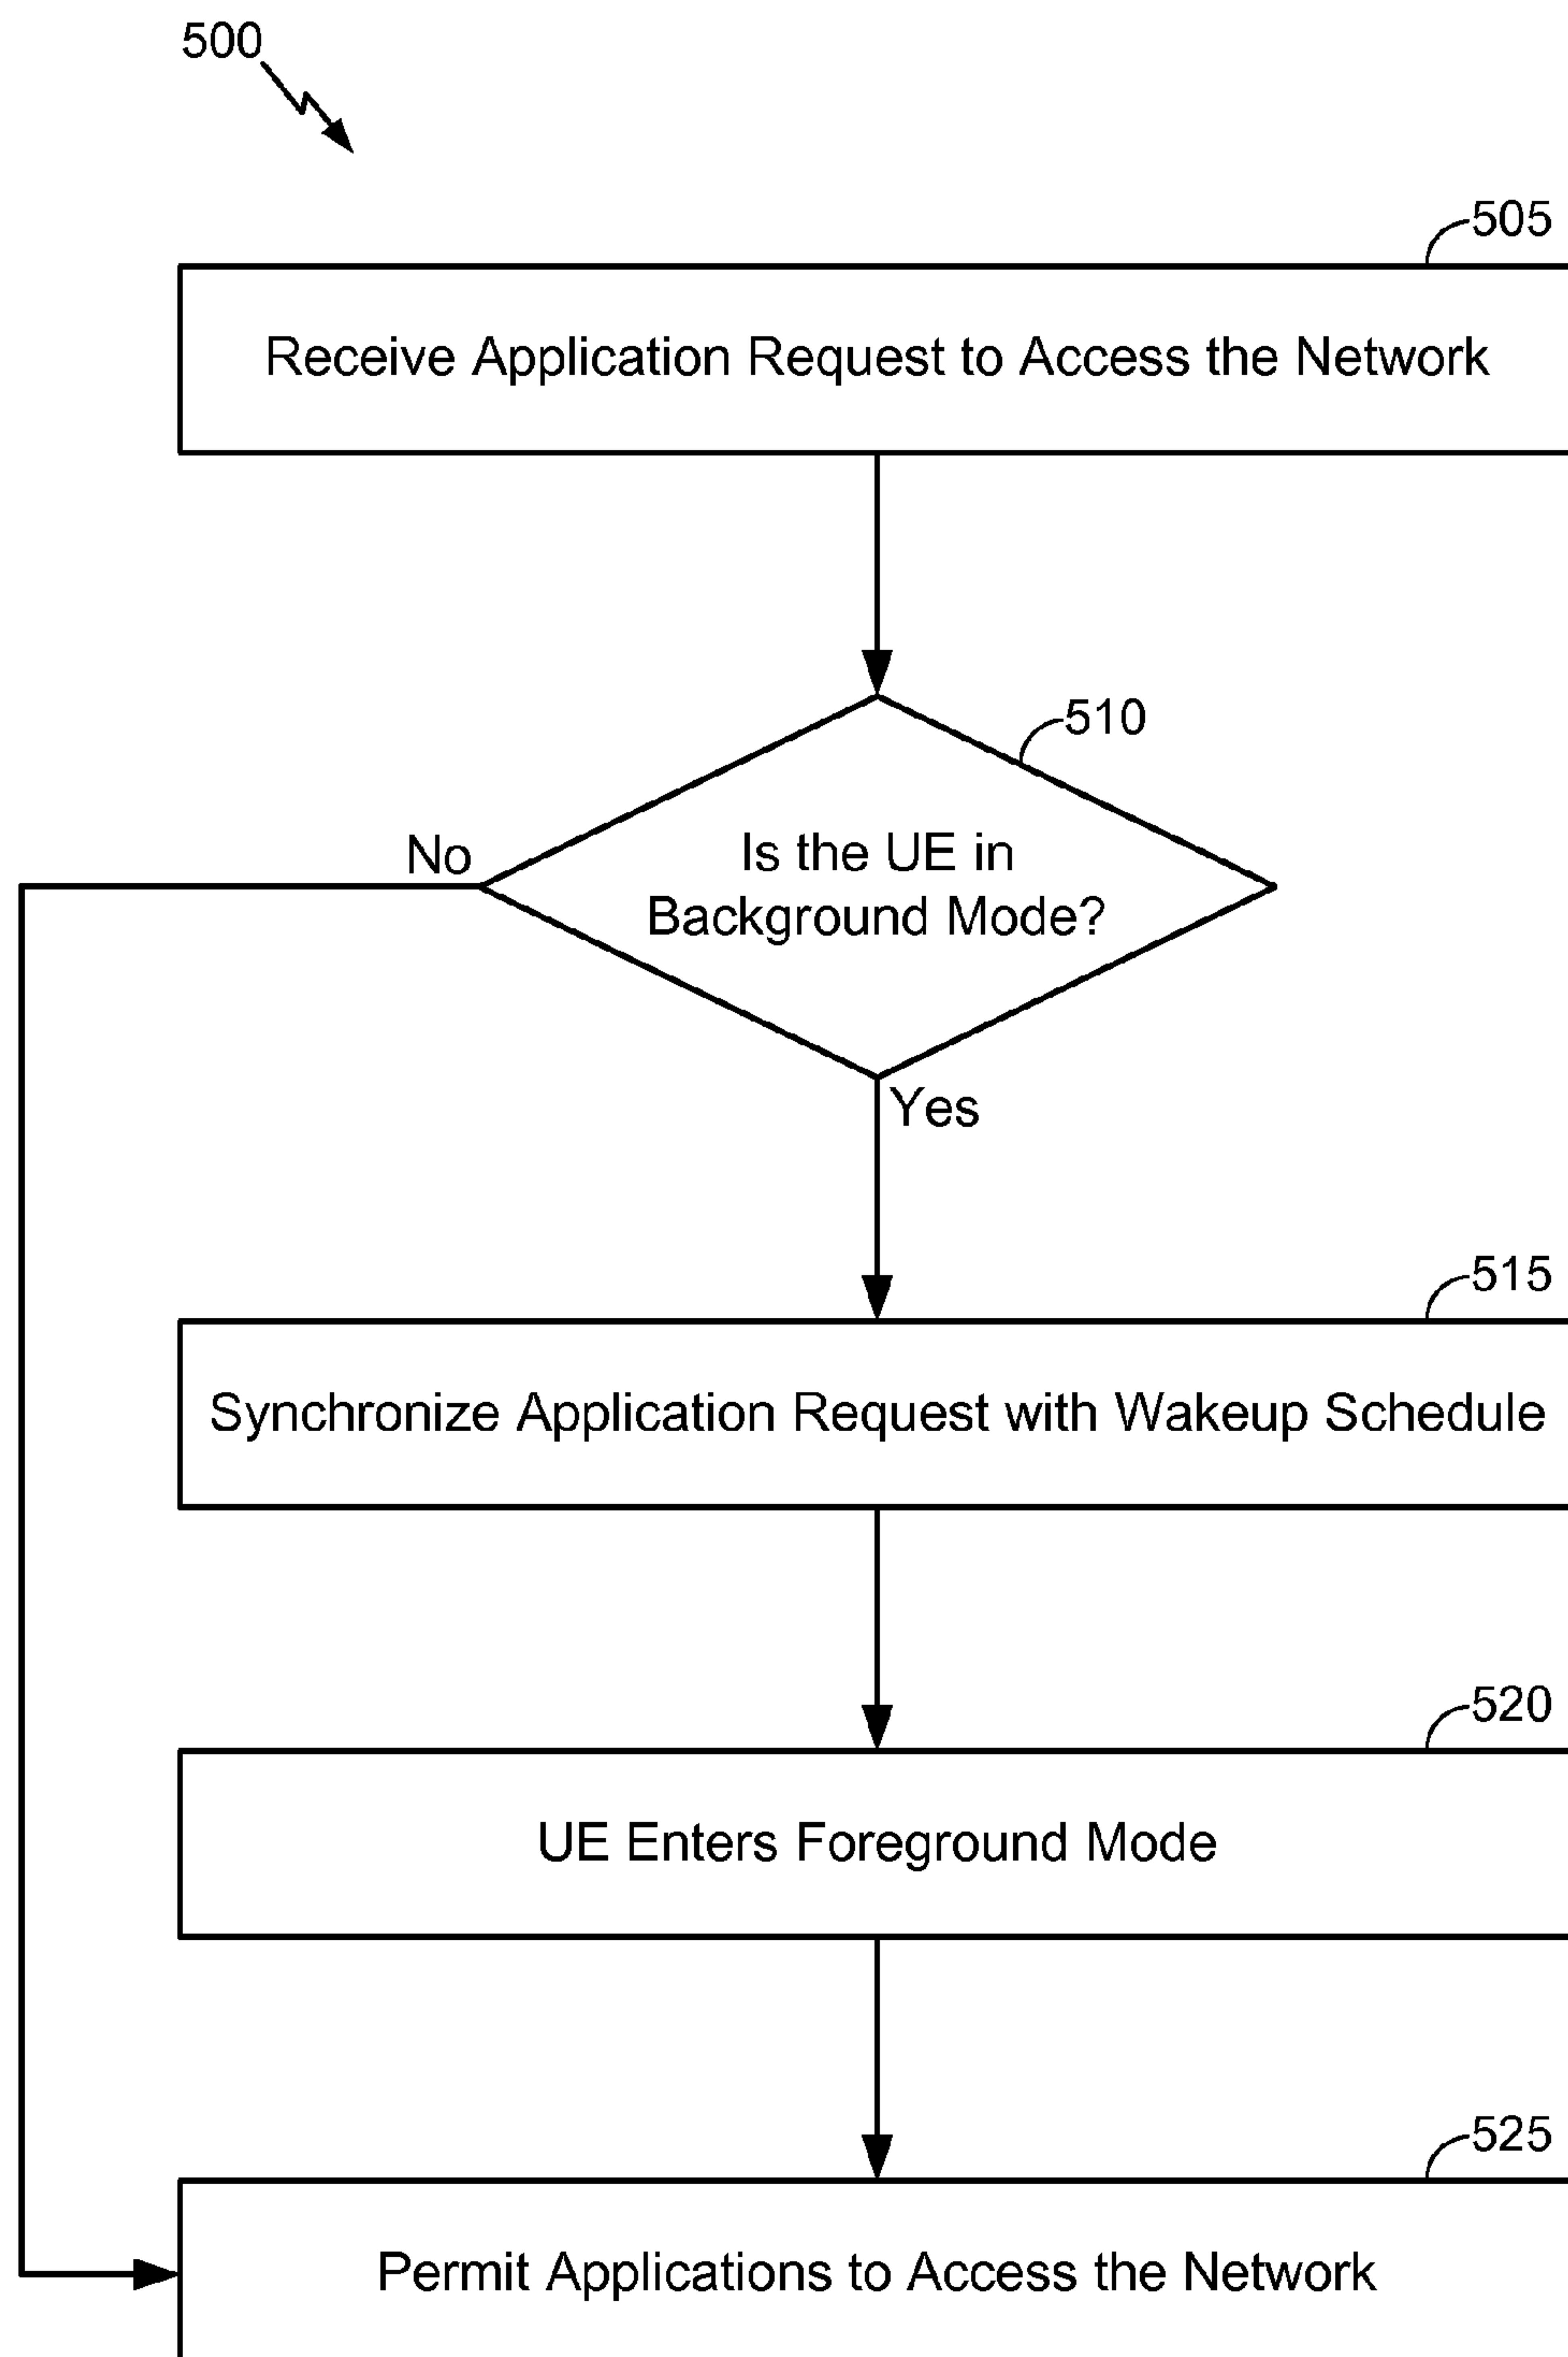 500
505
Receive Application Request to Access the Network
510
No
Is the UE in
Background Mode?
Yes
515
Synchronize Application Request with Wakeup Schedule
520
UE Enters Foreground Mode
525
Permit Applications to Access the Network